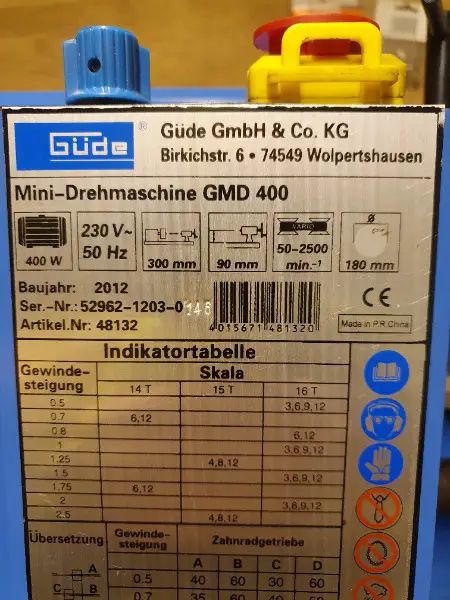 Güde ® Güde GmbH & Co. KG
Birkichstr. 6 • 74549 Wolpertshausen
Mini-Drehmaschine GMD 400
400 W
230 V~
50 Hz
300 mm
90 mm
VARIO
50-2500
min.-¹
Ø
180 mm
Baujahr: 2012
Ser.-Nr.: 52962-1203-0146
Artikel.Nr.: 48132
4015671481320
CE
Made in P.R.China
Indikatortabelle
Gewinde-
steigung
Skala
14 T 15 T 16 T
0.5 3,6,9,12
0.7 6,12
0.8 6,12
1 3,6,9,12
1.25 4,8,12
1.5 3,6,9,12
1.75 6,12
2 3,6,9,12
2.5 4,8,12
Übersetzung Gewinde-
steigung
Zahnradgetriebe
A B C D
A
0.5 40 60 30 60
C B